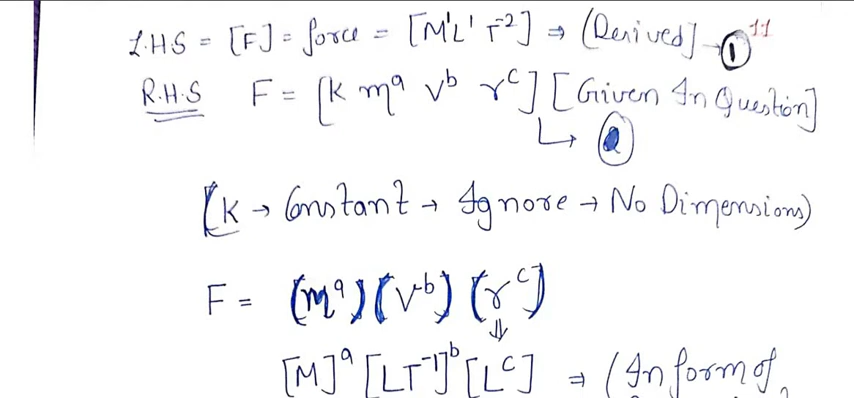 L.H.S = [F] = force = [M¹L¹ T⁻²] ⇒ (Derived] → ① 11
R.H.S F = [K mᵃ vᵇ rᶜ] [Given In Question]
↳ ②
(K → Constant → Ignore → No Dimensions)
F = (mᵃ)(vᵇ)(rᶜ)
⇓
[M]ᵃ [LT⁻¹]ᵇ [Lᶜ] ⇒ (In form of